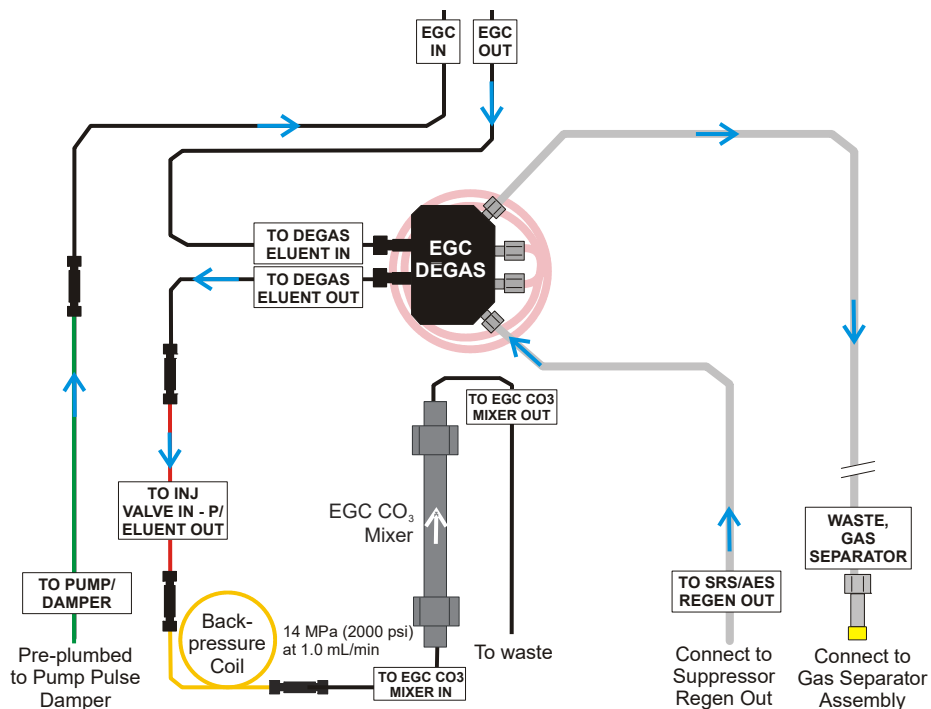 EGC
IN
EGC
OUT
TO DEGAS
ELUENT IN
EGC
DEGAS
TO DEGAS
ELUENT OUT
TO EGC CO3
MIXER OUT
TO INJ
VALVE IN - P/
ELUENT OUT
EGC CO₃
Mixer
WASTE,
GAS
SEPARATOR
TO PUMP/
DAMPER
TO SRS/AES
REGEN OUT
Back-
pressure
Coil
14 MPa (2000 psi)
at 1.0 mL/min
To waste
TO EGC CO3
MIXER IN
Pre-plumbed
to Pump Pulse
Damper
Connect to
Suppressor
Regen Out
Connect to
Gas Separator
Assembly